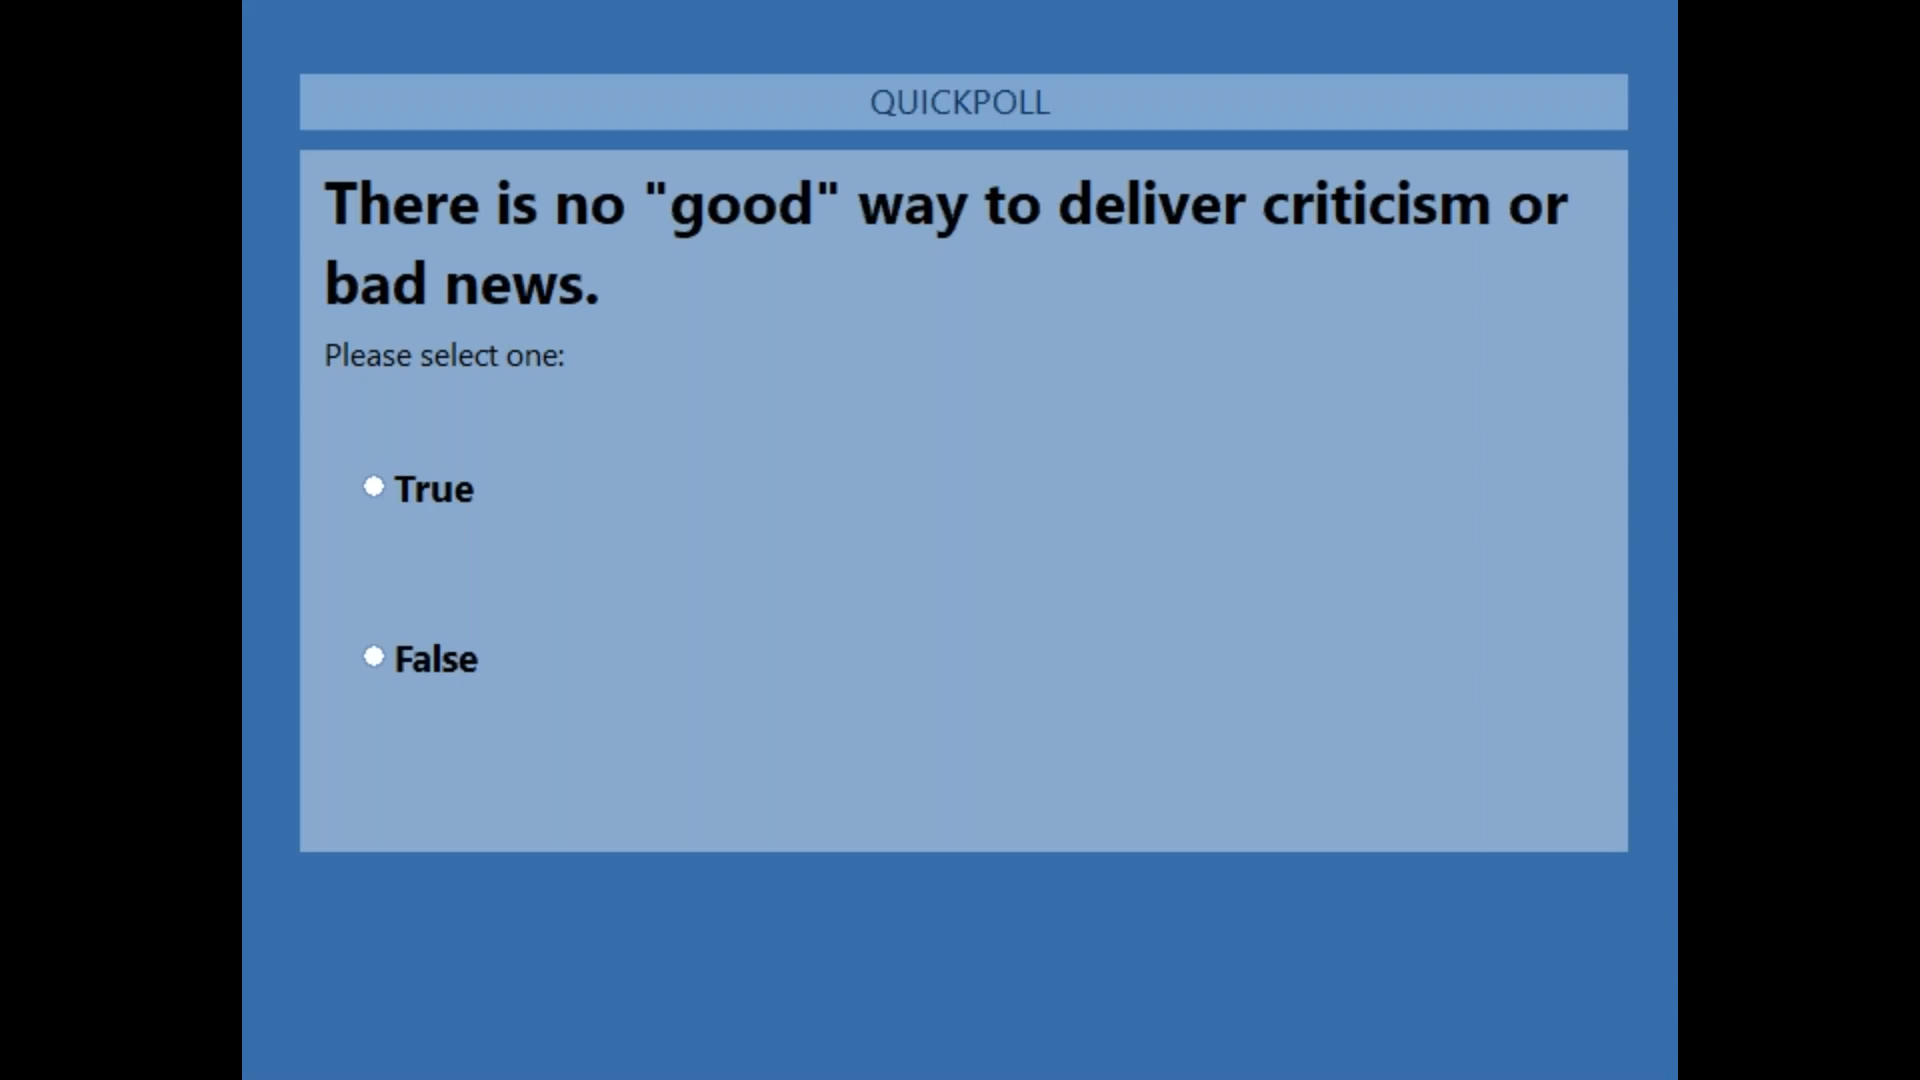 QUICKPOLL
There is no "good" way to deliver criticism or
bad news.
Please select one:
True
False